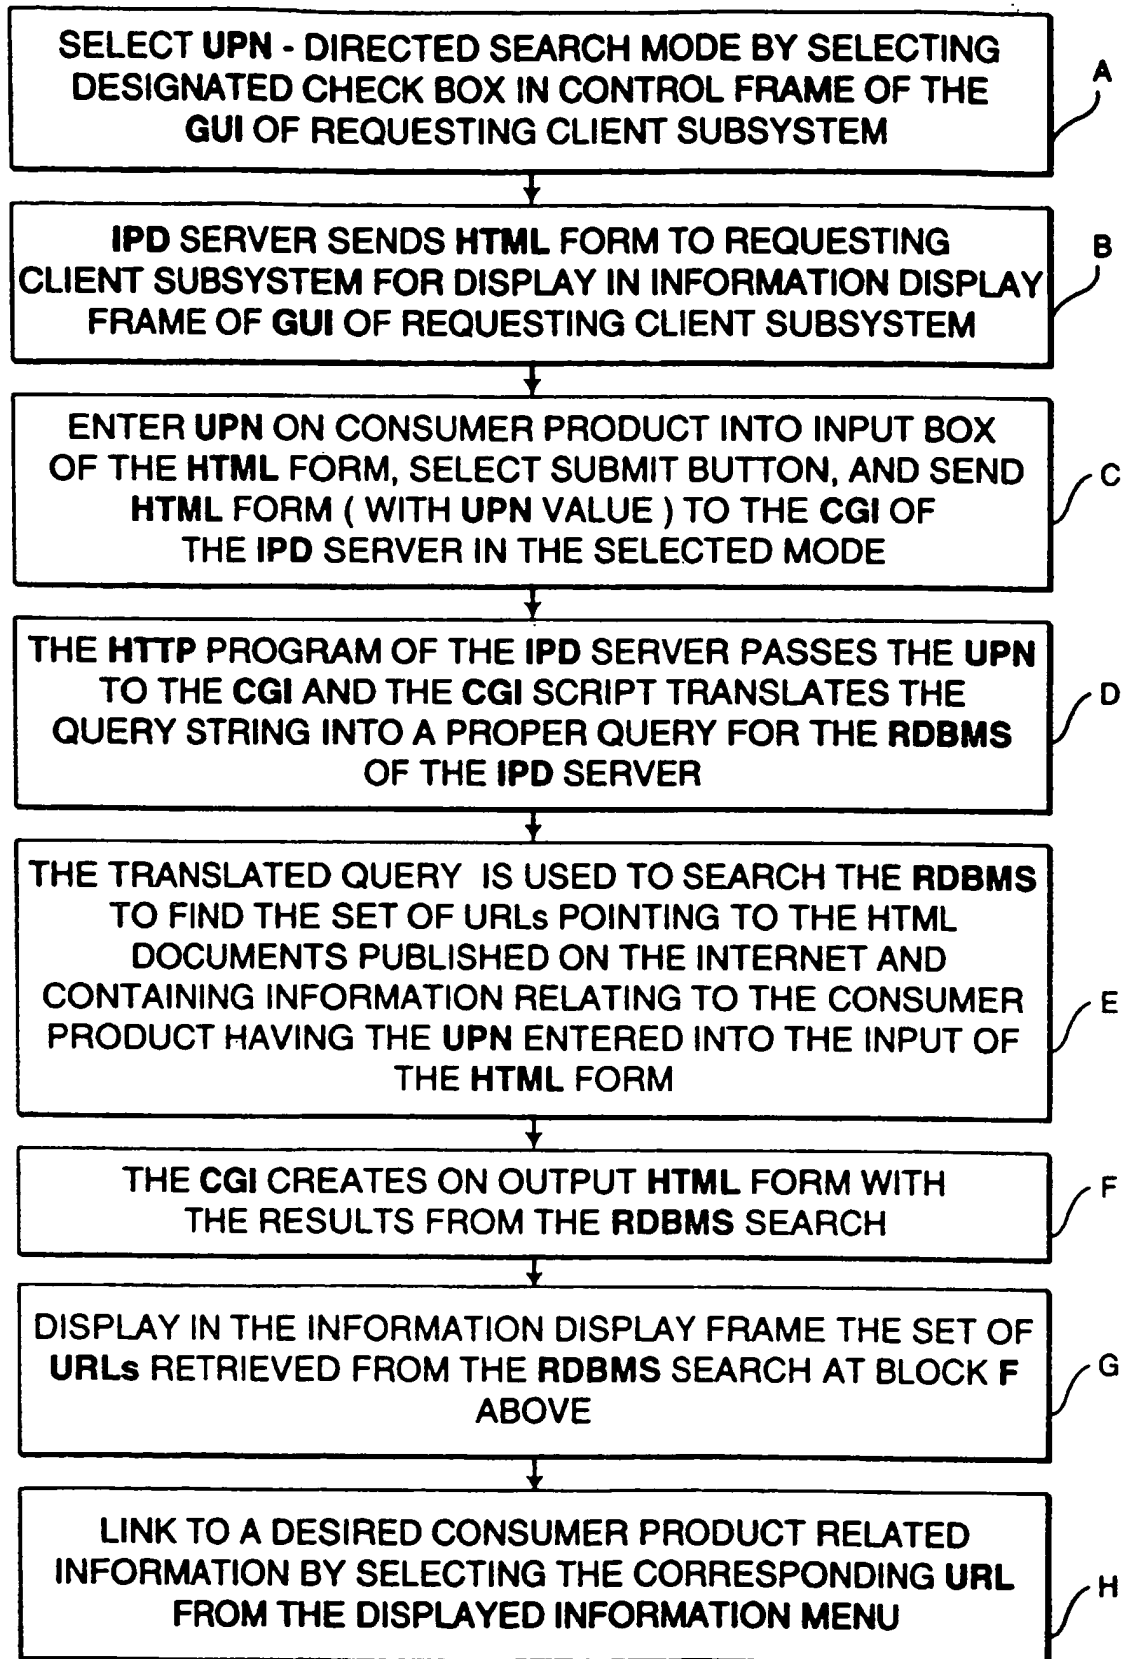 SELECT UPN - DIRECTED SEARCH MODE BY SELECTING
DESIGNATED CHECK BOX IN CONTROL FRAME OF THE
GUI OF REQUESTING CLIENT SUBSYSTEM
A
IPD SERVER SENDS HTML FORM TO REQUESTING
CLIENT SUBSYSTEM FOR DISPLAY IN INFORMATION DISPLAY
FRAME OF GUI OF REQUESTING CLIENT SUBSYSTEM
B
ENTER UPN ON CONSUMER PRODUCT INTO INPUT BOX
OF THE HTML FORM, SELECT SUBMIT BUTTON, AND SEND
HTML FORM ( WITH UPN VALUE ) TO THE CGI OF
THE IPD SERVER IN THE SELECTED MODE
C
THE HTTP PROGRAM OF THE IPD SERVER PASSES THE UPN
TO THE CGI AND THE CGI SCRIPT TRANSLATES THE
QUERY STRING INTO A PROPER QUERY FOR THE RDBMS
OF THE IPD SERVER
D
THE TRANSLATED QUERY IS USED TO SEARCH THE RDBMS
TO FIND THE SET OF URLs POINTING TO THE HTML
DOCUMENTS PUBLISHED ON THE INTERNET AND
CONTAINING INFORMATION RELATING TO THE CONSUMER
PRODUCT HAVING THE UPN ENTERED INTO THE INPUT OF
THE HTML FORM
E
THE CGI CREATES ON OUTPUT HTML FORM WITH
THE RESULTS FROM THE RDBMS SEARCH
F
DISPLAY IN THE INFORMATION DISPLAY FRAME THE SET OF
URLs RETRIEVED FROM THE RDBMS SEARCH AT BLOCK F
ABOVE
G
LINK TO A DESIRED CONSUMER PRODUCT RELATED
INFORMATION BY SELECTING THE CORRESPONDING URL
FROM THE DISPLAYED INFORMATION MENU
H